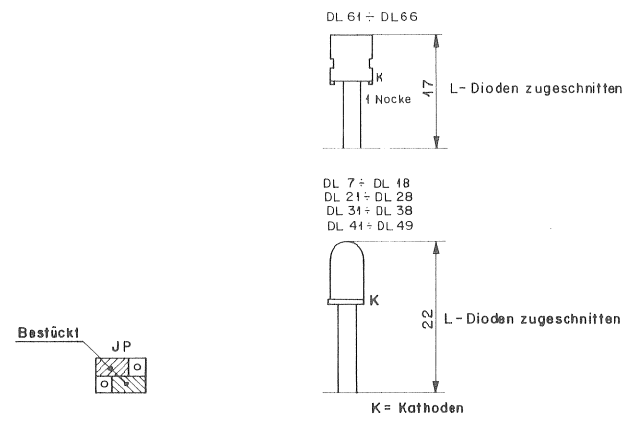 DL 61 ÷ DL 66
K
1 Nocke
17
L-Dioden zugeschnitten
DL 7 ÷ DL 18
DL 21 ÷ DL 28
DL 31 ÷ DL 38
DL 41 ÷ DL 49
K
22
L-Dioden zugeschnitten
Bestückt
JP
K = Kathoden